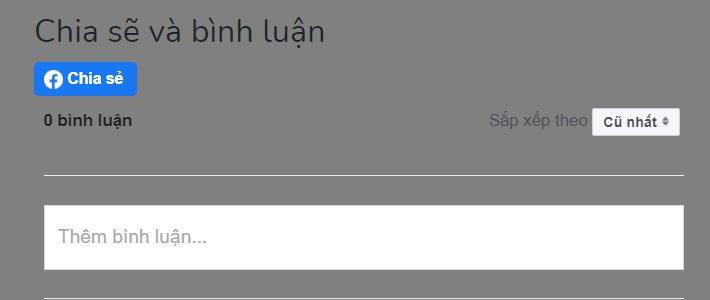 Chia sẽ và bình luận
Chia sẻ
0 bình luận
Sắp xếp theo Cũ nhất
Thêm bình luận...